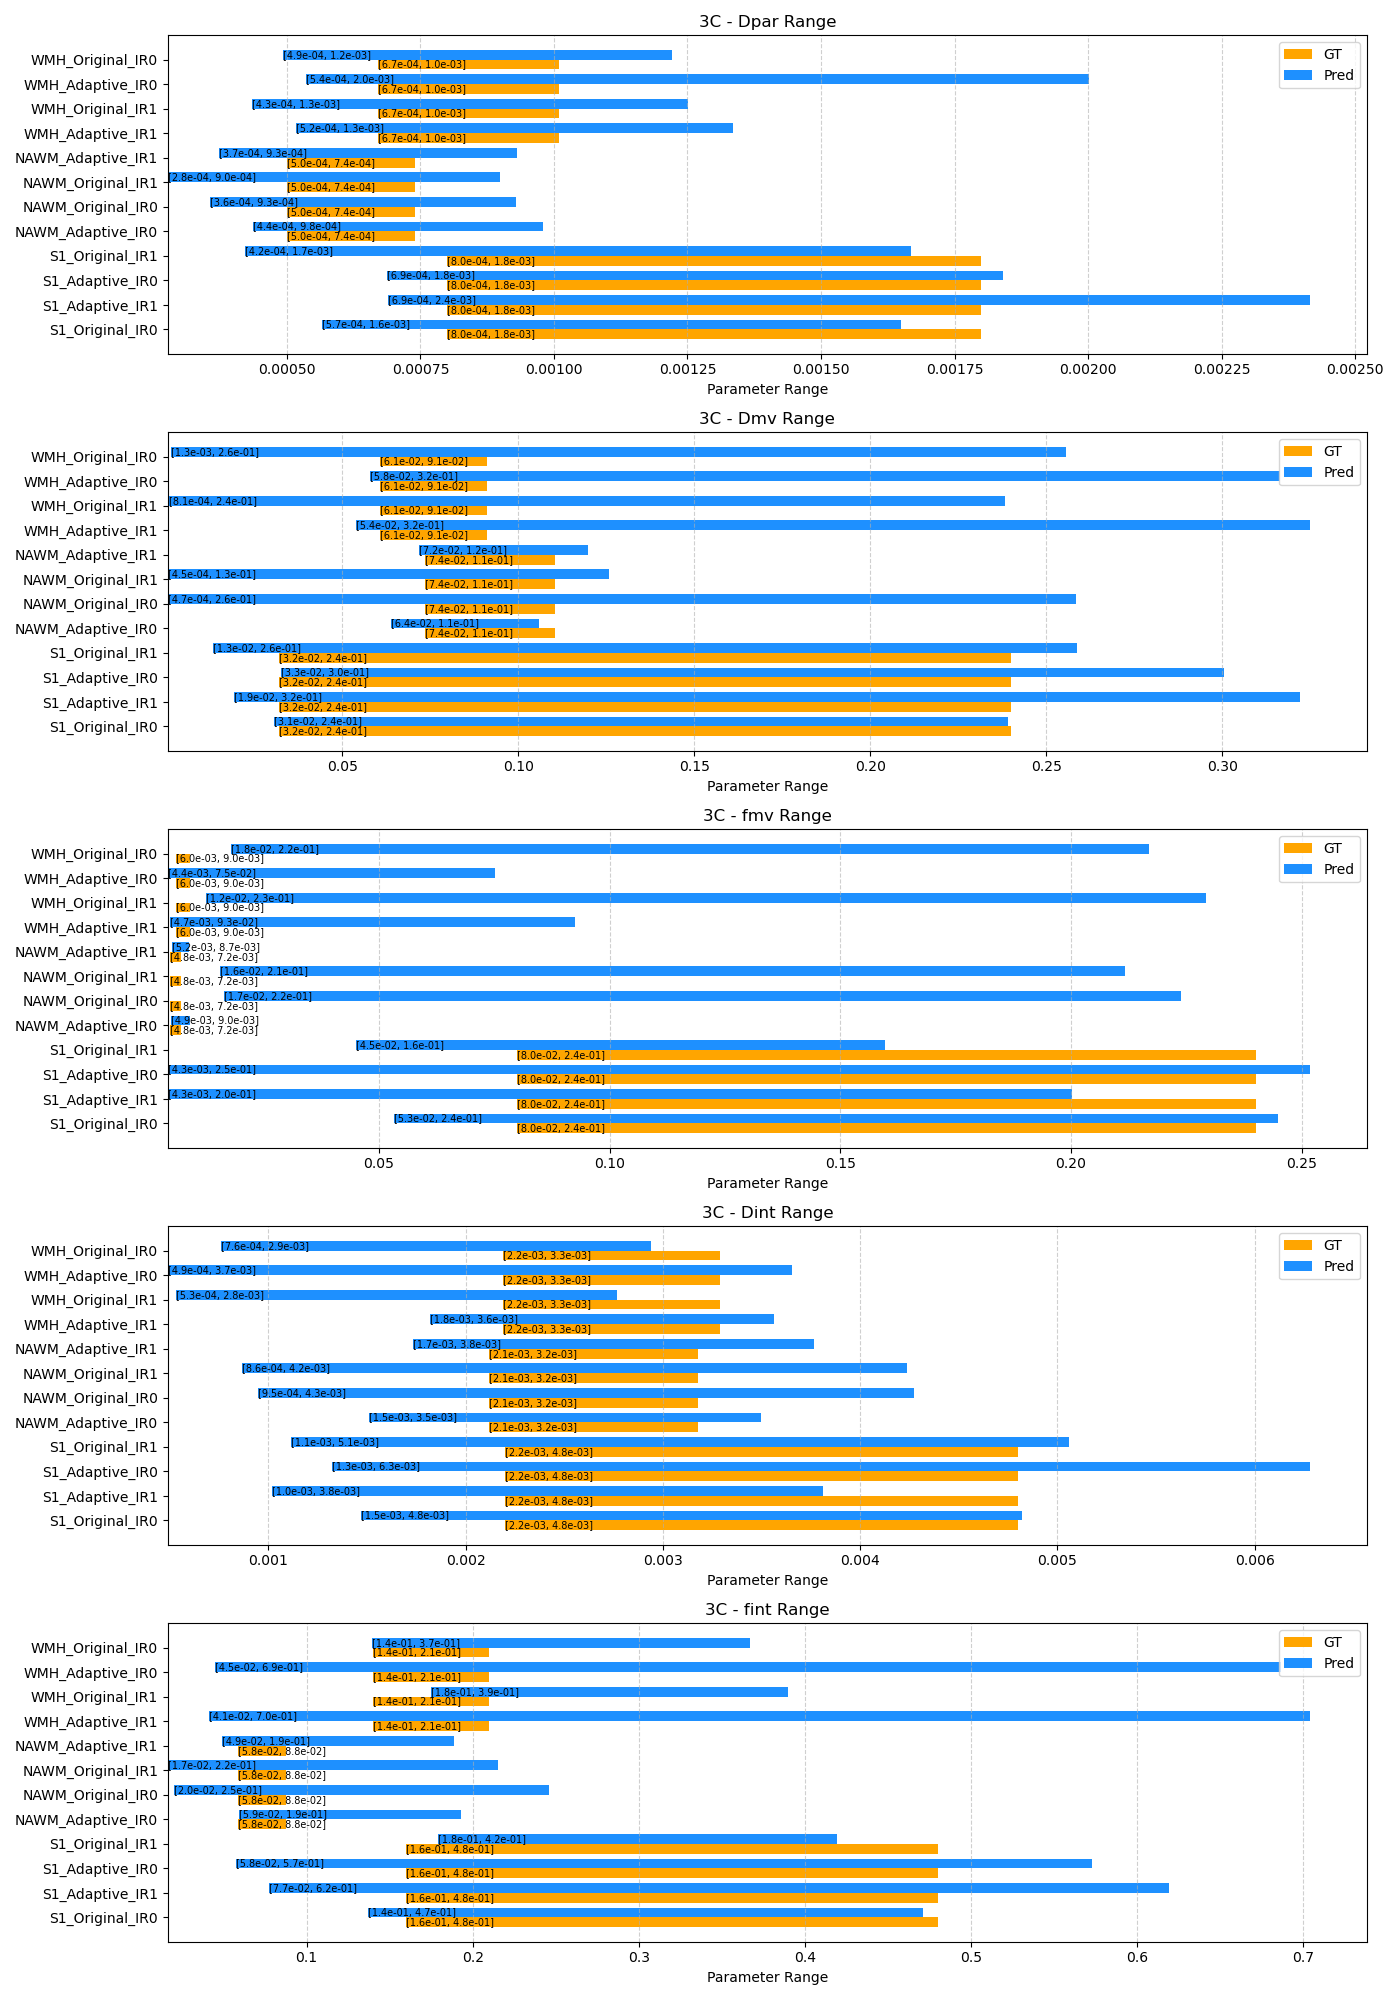 3C - Dpar Range
GT
Pred
WMH_Original_IR0 [4.9e-04, 1.2e-03] [6.7e-04, 1.0e-03]
WMH_Adaptive_IR0 [5.4e-04, 2.0e-03] [6.7e-04, 1.0e-03]
WMH_Original_IR1 [4.3e-04, 1.3e-03] [6.7e-04, 1.0e-03]
WMH_Adaptive_IR1 [5.2e-04, 1.3e-03] [6.7e-04, 1.0e-03]
NAWM_Adaptive_IR1 [3.7e-04, 9.3e-04] [5.0e-04, 7.4e-04]
NAWM_Original_IR1 [2.8e-04, 9.0e-04] [5.0e-04, 7.4e-04]
NAWM_Original_IR0 [3.6e-04, 9.3e-04] [5.0e-04, 7.4e-04]
NAWM_Adaptive_IR0 [4.4e-04, 9.8e-04] [5.0e-04, 7.4e-04]
S1_Original_IR1 [4.2e-04, 1.7e-03] [8.0e-04, 1.8e-03]
S1_Adaptive_IR0 [6.9e-04, 1.8e-03] [8.0e-04, 1.8e-03]
S1_Adaptive_IR1 [6.9e-04, 2.4e-03] [8.0e-04, 1.8e-03]
S1_Original_IR0 [5.7e-04, 1.6e-03] [8.0e-04, 1.8e-03]
0.00050 0.00075 0.00100 0.00125 0.00150 0.00175 0.00200 0.00225 0.00250
Parameter Range
3C - Dmv Range
GT
Pred
WMH_Original_IR0 [1.3e-03, 2.6e-01] [6.1e-02, 9.1e-02]
WMH_Adaptive_IR0 [5.8e-02, 3.2e-01] [6.1e-02, 9.1e-02]
WMH_Original_IR1 [8.1e-04, 2.4e-01] [6.1e-02, 9.1e-02]
WMH_Adaptive_IR1 [5.4e-02, 3.2e-01] [6.1e-02, 9.1e-02]
NAWM_Adaptive_IR1 [7.2e-02, 1.2e-01] [7.4e-02, 1.1e-01]
NAWM_Original_IR1 [4.5e-04, 1.3e-01] [7.4e-02, 1.1e-01]
NAWM_Original_IR0 [4.7e-04, 2.6e-01] [7.4e-02, 1.1e-01]
NAWM_Adaptive_IR0 [6.4e-02, 1.1e-01] [7.4e-02, 1.1e-01]
S1_Original_IR1 [1.3e-02, 2.6e-01] [3.2e-02, 2.4e-01]
S1_Adaptive_IR0 [3.3e-02, 3.0e-01] [3.2e-02, 2.4e-01]
S1_Adaptive_IR1 [1.9e-02, 3.2e-01] [3.2e-02, 2.4e-01]
S1_Original_IR0 [3.1e-02, 2.4e-01] [3.2e-02, 2.4e-01]
0.05 0.10 0.15 0.20 0.25 0.30
Parameter Range
3C - fmv Range
GT
Pred
WMH_Original_IR0 [1.8e-02, 2.2e-01] [6.0e-03, 9.0e-03]
WMH_Adaptive_IR0 [4.4e-03, 7.5e-02] [6.0e-03, 9.0e-03]
WMH_Original_IR1 [1.2e-02, 2.3e-01] [6.0e-03, 9.0e-03]
WMH_Adaptive_IR1 [4.7e-03, 9.3e-02] [6.0e-03, 9.0e-03]
NAWM_Adaptive_IR1 [5.2e-03, 8.7e-03] [4.8e-03, 7.2e-03]
NAWM_Original_IR1 [1.6e-02, 2.1e-01] [4.8e-03, 7.2e-03]
NAWM_Original_IR0 [1.7e-02, 2.2e-01] [4.8e-03, 7.2e-03]
NAWM_Adaptive_IR0 [4.9e-03, 9.0e-03] [4.8e-03, 7.2e-03]
S1_Original_IR1 [4.5e-02, 1.6e-01] [8.0e-02, 2.4e-01]
S1_Adaptive_IR0 [4.3e-03, 2.5e-01] [8.0e-02, 2.4e-01]
S1_Adaptive_IR1 [4.3e-03, 2.0e-01] [8.0e-02, 2.4e-01]
S1_Original_IR0 [5.3e-02, 2.4e-01] [8.0e-02, 2.4e-01]
0.05 0.10 0.15 0.20 0.25
Parameter Range
3C - Dint Range
GT
Pred
WMH_Original_IR0 [7.6e-04, 2.9e-03] [2.2e-03, 3.3e-03]
WMH_Adaptive_IR0 [4.9e-04, 3.7e-03] [2.2e-03, 3.3e-03]
WMH_Original_IR1 [5.3e-04, 2.8e-03] [2.2e-03, 3.3e-03]
WMH_Adaptive_IR1 [1.8e-03, 3.6e-03] [2.2e-03, 3.3e-03]
NAWM_Adaptive_IR1 [1.7e-03, 3.8e-03] [2.1e-03, 3.2e-03]
NAWM_Original_IR1 [8.6e-04, 4.2e-03] [2.1e-03, 3.2e-03]
NAWM_Original_IR0 [9.5e-04, 4.3e-03] [2.1e-03, 3.2e-03]
NAWM_Adaptive_IR0 [1.5e-03, 3.5e-03] [2.1e-03, 3.2e-03]
S1_Original_IR1 [1.1e-03, 5.1e-03] [2.2e-03, 4.8e-03]
S1_Adaptive_IR0 [1.3e-03, 6.3e-03] [2.2e-03, 4.8e-03]
S1_Adaptive_IR1 [1.0e-03, 3.8e-03] [2.2e-03, 4.8e-03]
S1_Original_IR0 [1.5e-03, 4.8e-03] [2.2e-03, 4.8e-03]
0.001 0.002 0.003 0.004 0.005 0.006
Parameter Range
3C - fint Range
GT
Pred
WMH_Original_IR0 [1.4e-01, 3.7e-01] [1.4e-01, 2.1e-01]
WMH_Adaptive_IR0 [4.5e-02, 6.9e-01] [1.4e-01, 2.1e-01]
WMH_Original_IR1 [1.8e-01, 3.9e-01] [1.4e-01, 2.1e-01]
WMH_Adaptive_IR1 [4.1e-02, 7.0e-01] [1.4e-01, 2.1e-01]
NAWM_Adaptive_IR1 [4.9e-02, 1.9e-01] [5.8e-02, 8.8e-02]
NAWM_Original_IR1 [1.7e-02, 2.2e-01] [5.8e-02, 8.8e-02]
NAWM_Original_IR0 [2.0e-02, 2.5e-01] [5.8e-02, 8.8e-02]
NAWM_Adaptive_IR0 [5.9e-02, 1.9e-01] [5.8e-02, 8.8e-02]
S1_Original_IR1 [1.8e-01, 4.2e-01] [1.6e-01, 4.8e-01]
S1_Adaptive_IR0 [5.8e-02, 5.7e-01] [1.6e-01, 4.8e-01]
S1_Adaptive_IR1 [7.7e-02, 6.2e-01] [1.6e-01, 4.8e-01]
S1_Original_IR0 [1.4e-01, 4.7e-01] [1.6e-01, 4.8e-01]
0.1 0.2 0.3 0.4 0.5 0.6 0.7
Parameter Range